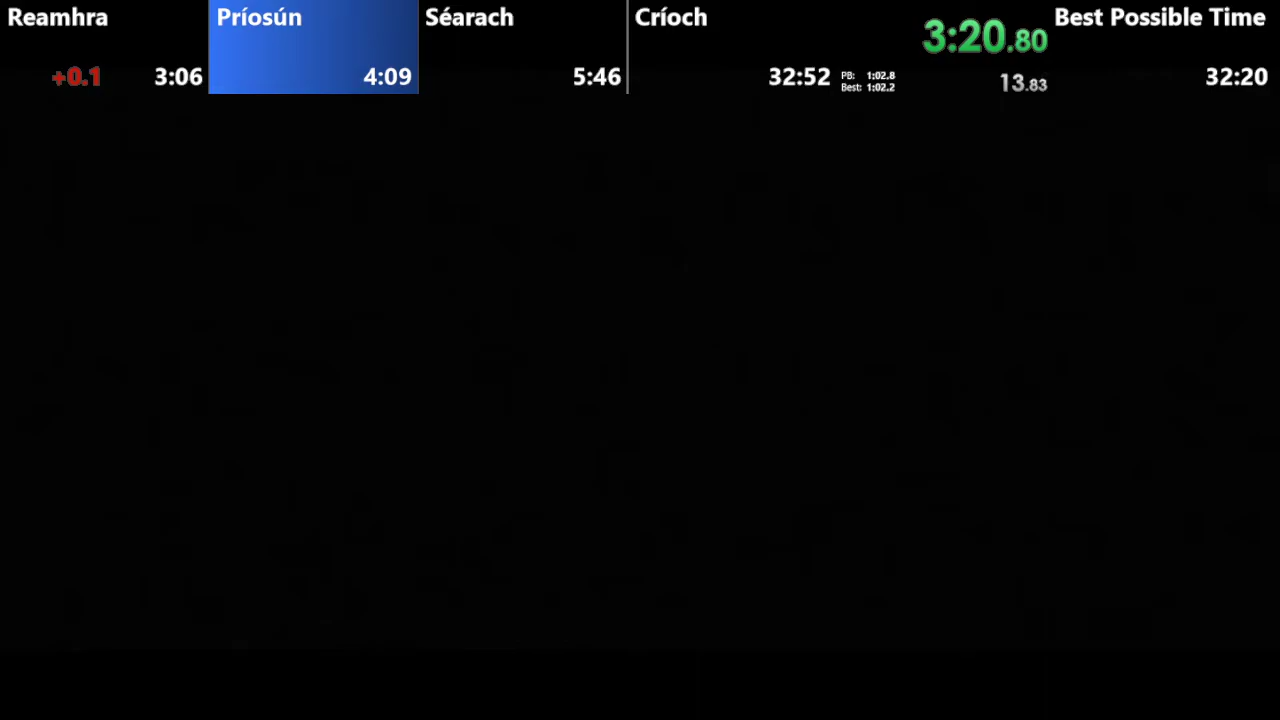 Reamhra
+0.1 3:06
Príosún
4:09
Séarach
5:46
Críoch
32:52
PB: 1:02.8
Best: 1:02.2
3:20.80
13.83
Best Possible Time
32:20